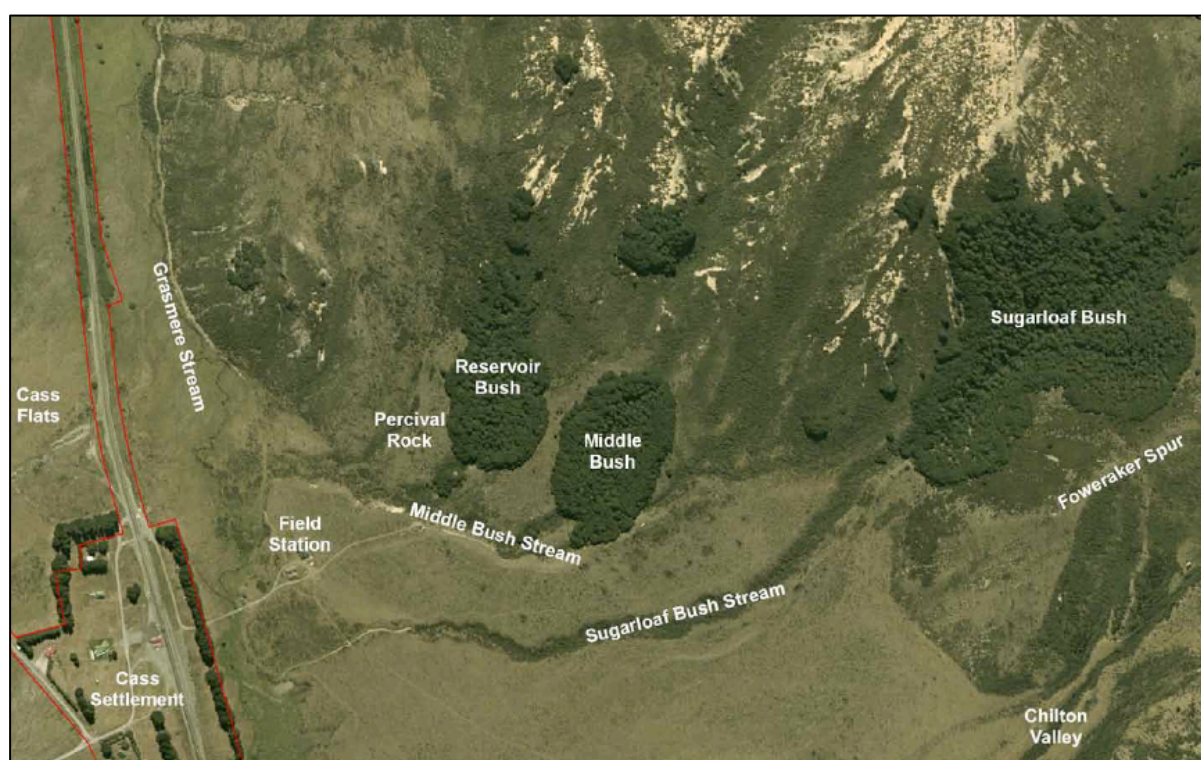 Grasmere Stream
Sugarloaf Bush
Reservoir
Bush
Cass
Flats
Percival
Rock
Middle
Bush
Foweraker Spur
Field
Station
Middle Bush Stream
Sugarloaf Bush Stream
Cass
Settlement
Chilton
Valley